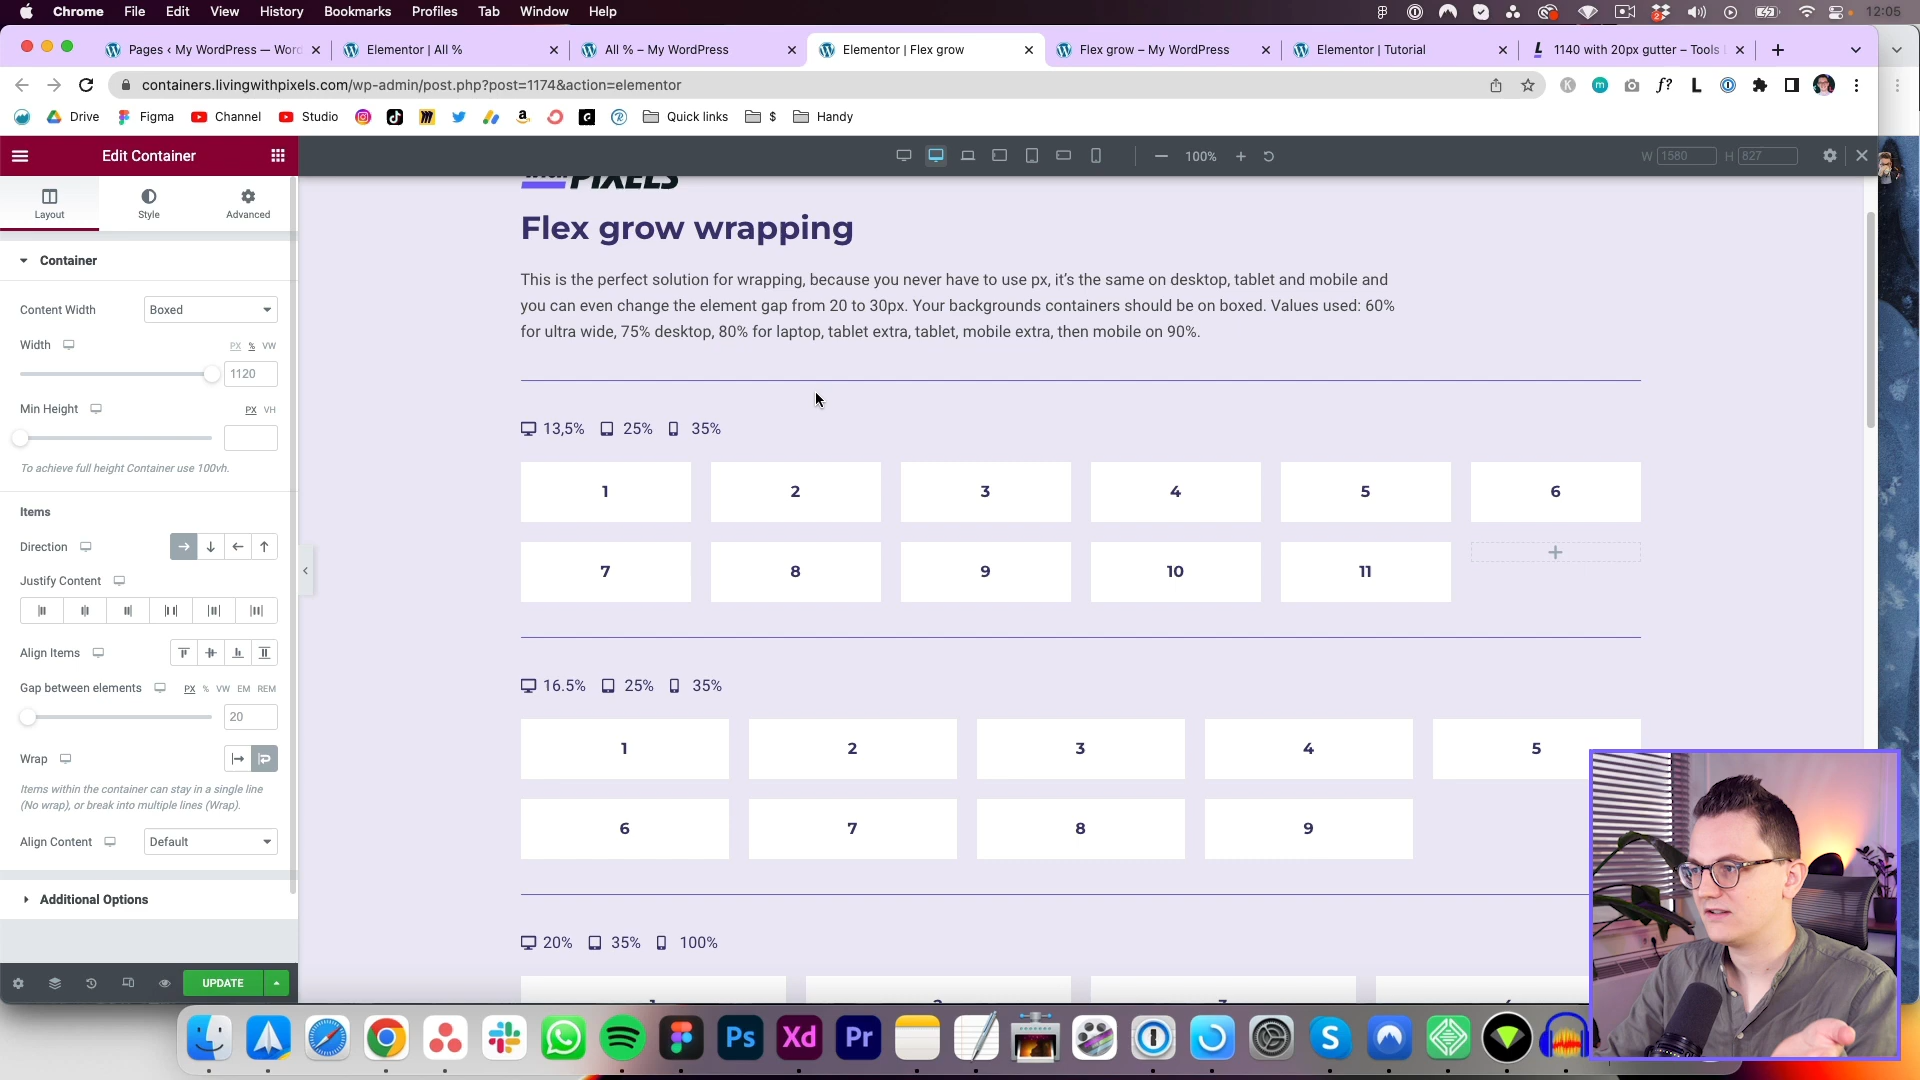 Chrome File Edit View History Bookmarks Profiles Tab Window Help 12:05
Pages ‹ My WordPress — Word
Elementor | All %
All % – My WordPress
Elementor | Flex grow
Flex grow – My WordPress
Elementor | Tutorial
1140 with 20px gutter – Tools
containers.livingwithpixels.com/wp-admin/post.php?post=1174&action=elementor
Drive Figma Channel Studio Quick links $ Handy
Edit Container
100%
W 1580 H 827
Layout Style Advanced
Container
Content Width Boxed
Width PX % VW
1120
Min Height PX VH
To achieve full height Container use 100vh.
Items
Direction
Justify Content
Align Items
Gap between elements PX % VW EM REM
20
Wrap
Items within the container can stay in a single line
(No wrap), or break into multiple lines (Wrap).
Align Content Default
Additional Options
UPDATE
PIXELS
Flex grow wrapping
This is the perfect solution for wrapping, because you never have to use px, it's the same on desktop, tablet and mobile and
you can even change the element gap from 20 to 30px. Your backgrounds containers should be on boxed. Values used: 60%
for ultra wide, 75% desktop, 80% for laptop, tablet extra, tablet, mobile extra, then mobile on 90%.
13,5% 25% 35%
1 2 3 4 5 6
7 8 9 10 11
16.5% 25% 35%
1 2 3 4 5
6 7 8 9
20% 35% 100%
Ps Xd Pr